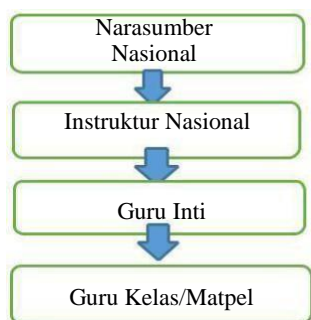 Narasumber
Nasional
Instruktur Nasional
Guru Inti
Guru Kelas/Matpel